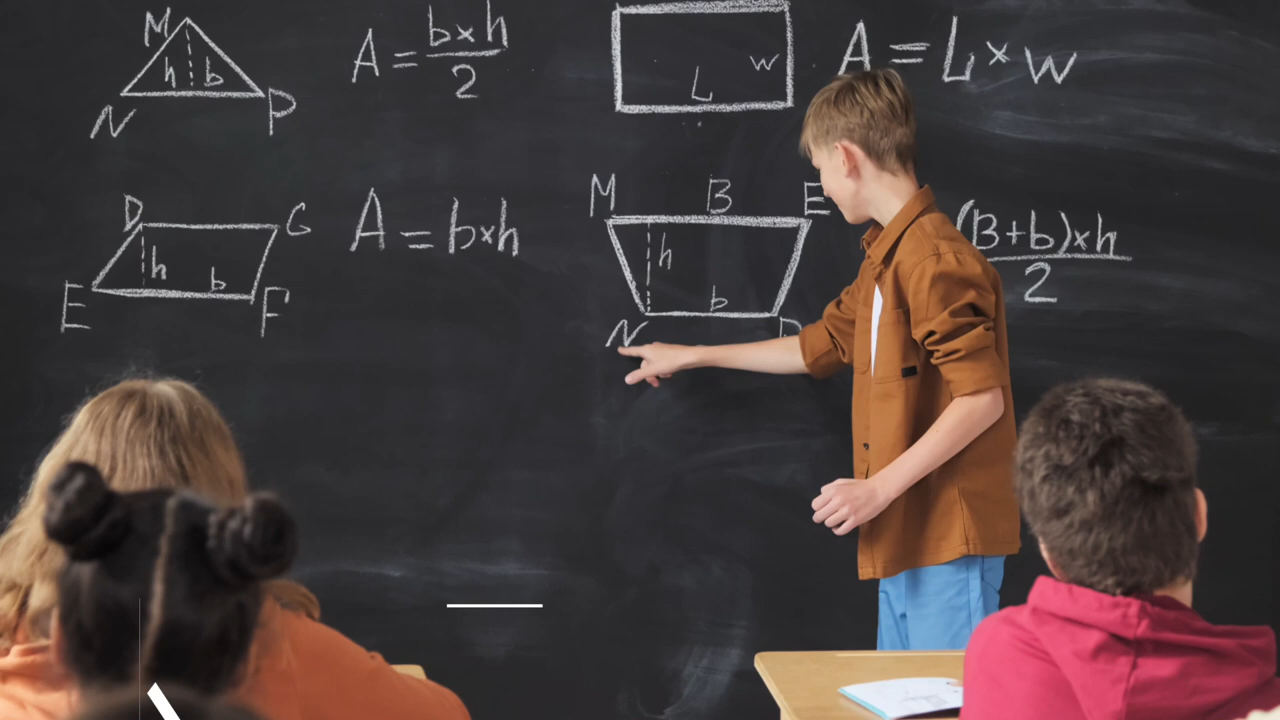 M
h b
N P
A = b×h/2
L w
A = L×w
D G
h b
E F
A = b×h
M B E
h
b
N
(B+b)×h/2